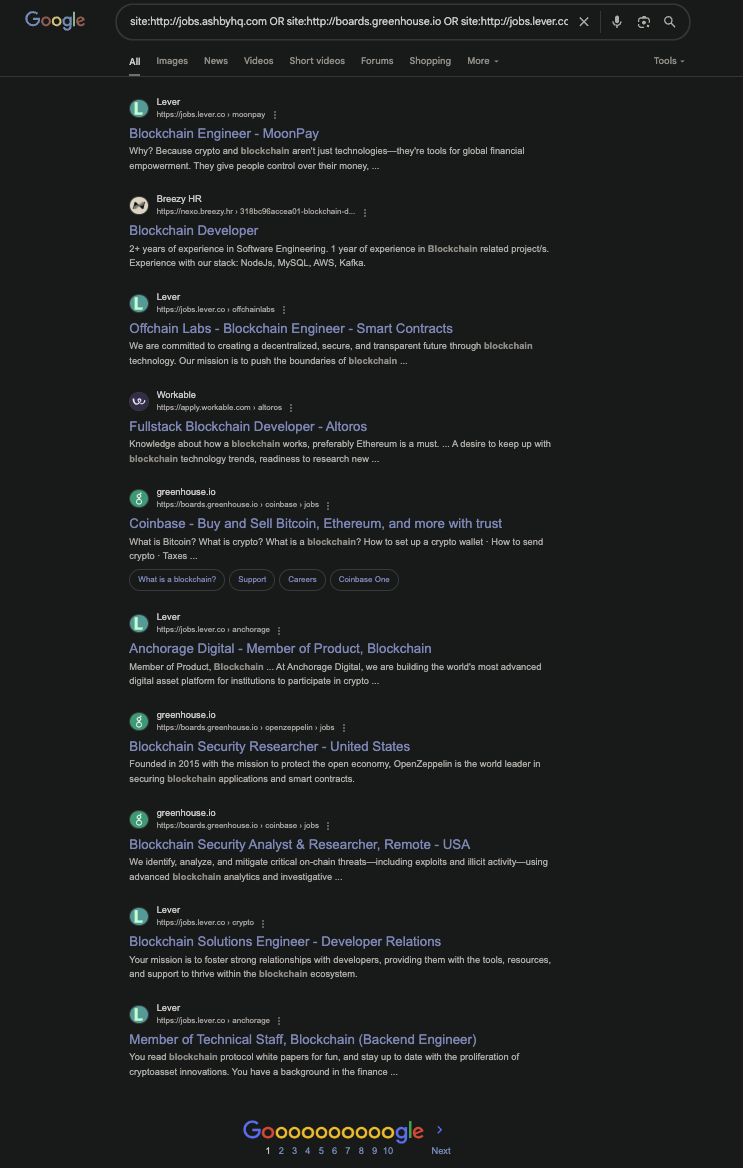 Google
site:http://jobs.ashbyhq.com OR site:http://boards.greenhouse.io OR site:http://jobs.lever.cc
All Images News Videos Short videos Forums Shopping More Tools
Lever
https://jobs.lever.co › moonpay
Blockchain Engineer - MoonPay
Why? Because crypto and blockchain aren't just technologies—they're tools for global financial
empowerment. They give people control over their money, ...
Breezy HR
https://nexo.breezy.hr › 318bc96accea01-blockchain-d...
Blockchain Developer
2+ years of experience in Software Engineering. 1 year of experience in Blockchain related project/s.
Experience with our stack: NodeJs, MySQL, AWS, Kafka.
Lever
https://jobs.lever.co › offchainlabs
Offchain Labs - Blockchain Engineer - Smart Contracts
We are committed to creating a decentralized, secure, and transparent future through blockchain
technology. Our mission is to push the boundaries of blockchain ...
Workable
https://apply.workable.com › altoros
Fullstack Blockchain Developer - Altoros
Knowledge about how a blockchain works, preferably Ethereum is a must. ... A desire to keep up with
blockchain technology trends, readiness to research new ...
greenhouse.io
https://boards.greenhouse.io › coinbase › jobs
Coinbase - Buy and Sell Bitcoin, Ethereum, and more with trust
What is Bitcoin? What is crypto? What is a blockchain? How to set up a crypto wallet · How to send
crypto · Taxes ...
What is a blockchain? Support Careers Coinbase One
Lever
https://jobs.lever.co › anchorage
Anchorage Digital - Member of Product, Blockchain
Member of Product, Blockchain ... At Anchorage Digital, we are building the world's most advanced
digital asset platform for institutions to participate in crypto ...
greenhouse.io
https://boards.greenhouse.io › openzeppelin › jobs
Blockchain Security Researcher - United States
Founded in 2015 with the mission to protect the open economy, OpenZeppelin is the world leader in
securing blockchain applications and smart contracts.
greenhouse.io
https://boards.greenhouse.io › coinbase › jobs
Blockchain Security Analyst & Researcher, Remote - USA
We identify, analyze, and mitigate critical on-chain threats—including exploits and illicit activity—using
advanced blockchain analytics and investigative ...
Lever
https://jobs.lever.co › crypto
Blockchain Solutions Engineer - Developer Relations
Your mission is to foster strong relationships with developers, providing them with the tools, resources,
and support to thrive within the blockchain ecosystem.
Lever
https://jobs.lever.co › anchorage
Member of Technical Staff, Blockchain (Backend Engineer)
You read blockchain protocol white papers for fun, and stay up to date with the proliferation of
cryptoasset innovations. You have a background in the finance ...
Goooooooooogle
1 2 3 4 5 6 7 8 9 10 Next